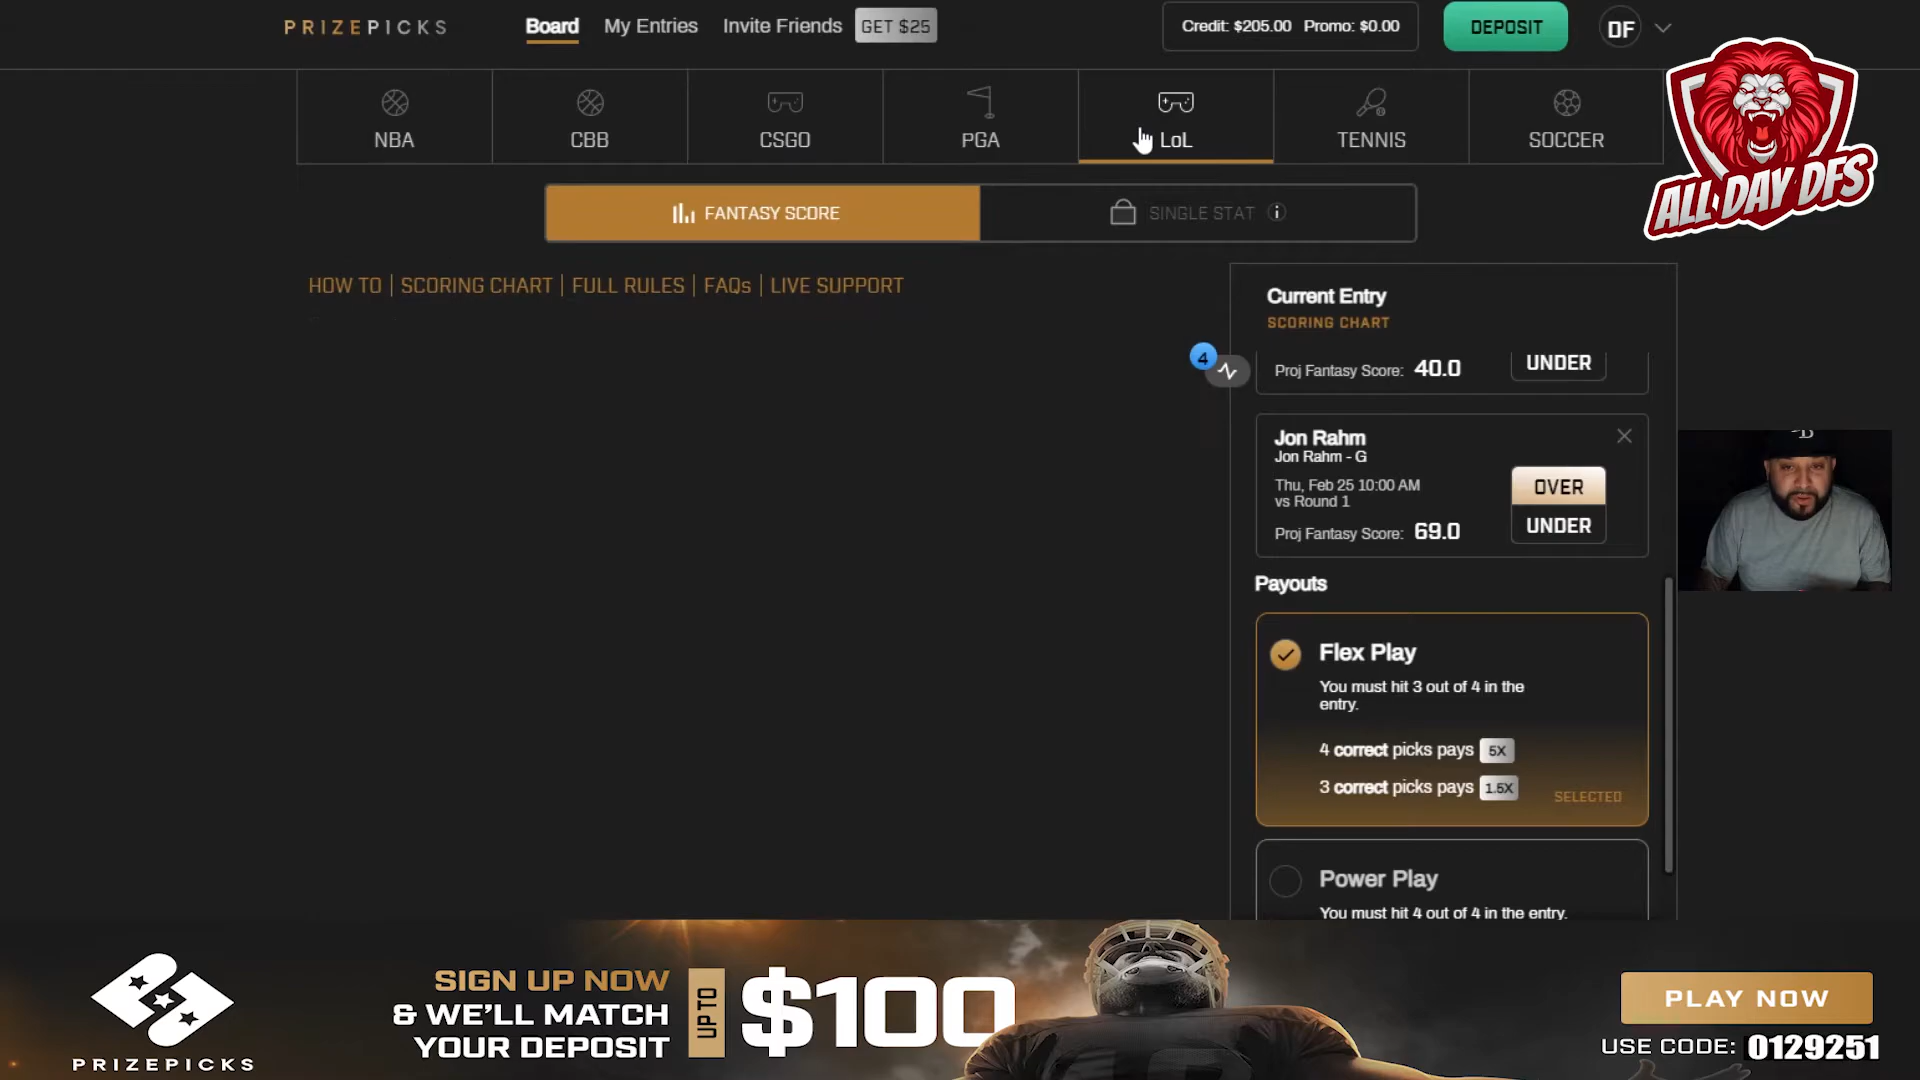 PRIZEPICKS
Board
My Entries
Invite Friends
GET $25
Credit: $205.00 Promo: $0.00
DEPOSIT
DF
NBA
CBB
CSGO
PGA
LoL
TENNIS
SOCCER
ALL DAY DFS
FANTASY SCORE
SINGLE STAT i
HOW TO | SCORING CHART | FULL RULES | FAQs | LIVE SUPPORT
Current Entry
SCORING CHART
4
Proj Fantasy Score: 40.0
UNDER
Jon Rahm
Jon Rahm - G
Thu, Feb 25 10:00 AM
vs Round 1
Proj Fantasy Score: 69.0
OVER
UNDER
Payouts
Flex Play
You must hit 3 out of 4 in the
entry.
4 correct picks pays 5X
3 correct picks pays 1.5X
SELECTED
Power Play
You must hit 4 out of 4 in the entry.
PRIZEPICKS
SIGN UP NOW
& WE'LL MATCH
YOUR DEPOSIT
UP TO
$100
PLAY NOW
USE CODE: 0129251